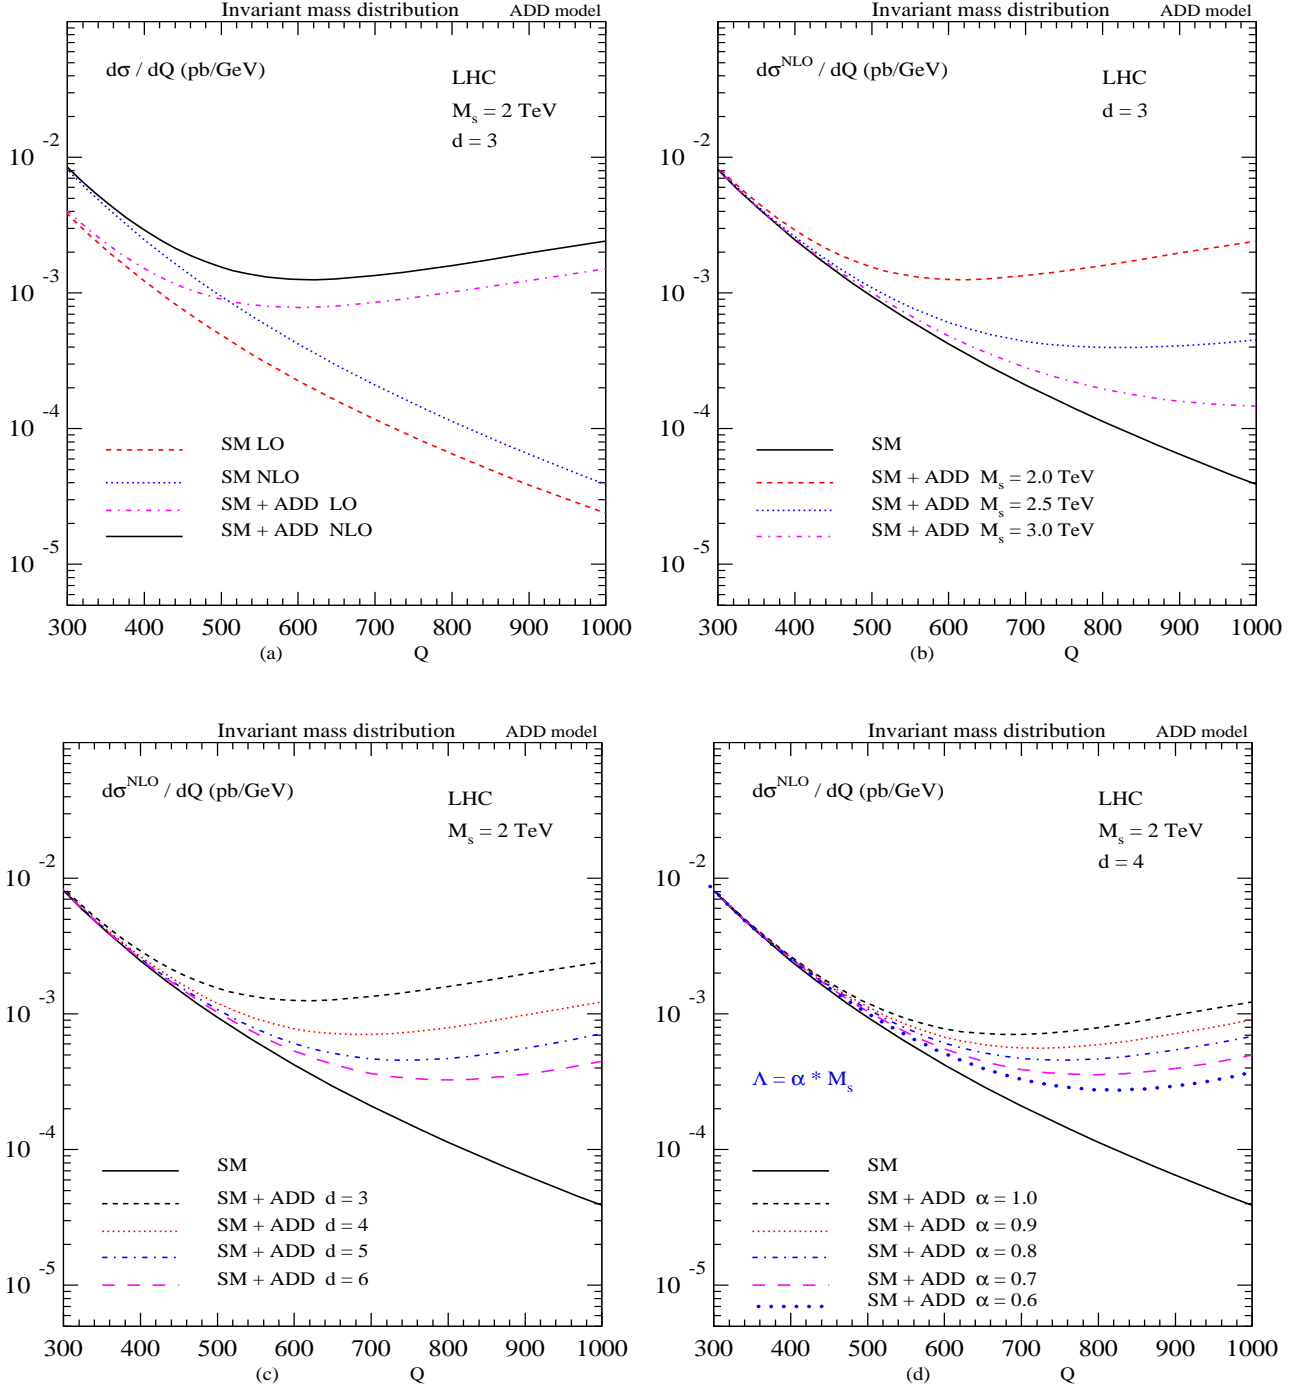 Invariant mass distribution ADD model
dσ / dQ (pb/GeV)
LHC
M_s = 2 TeV
d = 3
10^-2
10^-3
10^-4
10^-5
SM LO
SM NLO
SM + ADD LO
SM + ADD NLO
300 400 500 600 700 800 900 1000
(a) Q
Invariant mass distribution ADD model
dσ^NLO / dQ (pb/GeV)
LHC
d = 3
10^-2
10^-3
10^-4
10^-5
SM
SM + ADD M_s = 2.0 TeV
SM + ADD M_s = 2.5 TeV
SM + ADD M_s = 3.0 TeV
300 400 500 600 700 800 900 1000
(b) Q
Invariant mass distribution ADD model
dσ^NLO / dQ (pb/GeV)
LHC
M_s = 2 TeV
10^-2
10^-3
10^-4
10^-5
SM
SM + ADD d = 3
SM + ADD d = 4
SM + ADD d = 5
SM + ADD d = 6
300 400 500 600 700 800 900 1000
(c) Q
Invariant mass distribution ADD model
dσ^NLO / dQ (pb/GeV)
LHC
M_s = 2 TeV
d = 4
10^-2
10^-3
10^-4
10^-5
Λ = α * M_s
SM
SM + ADD α = 1.0
SM + ADD α = 0.9
SM + ADD α = 0.8
SM + ADD α = 0.7
SM + ADD α = 0.6
300 400 500 600 700 800 900 1000
(d) Q